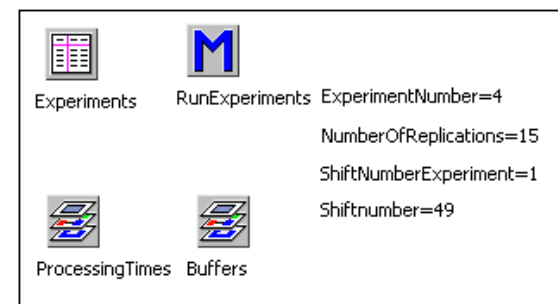 Experiments
RunExperiments
ExperimentNumber=4
NumberOfReplications=15
ShiftNumberExperiment=1
Shiftnumber=49
ProcessingTimes
Buffers